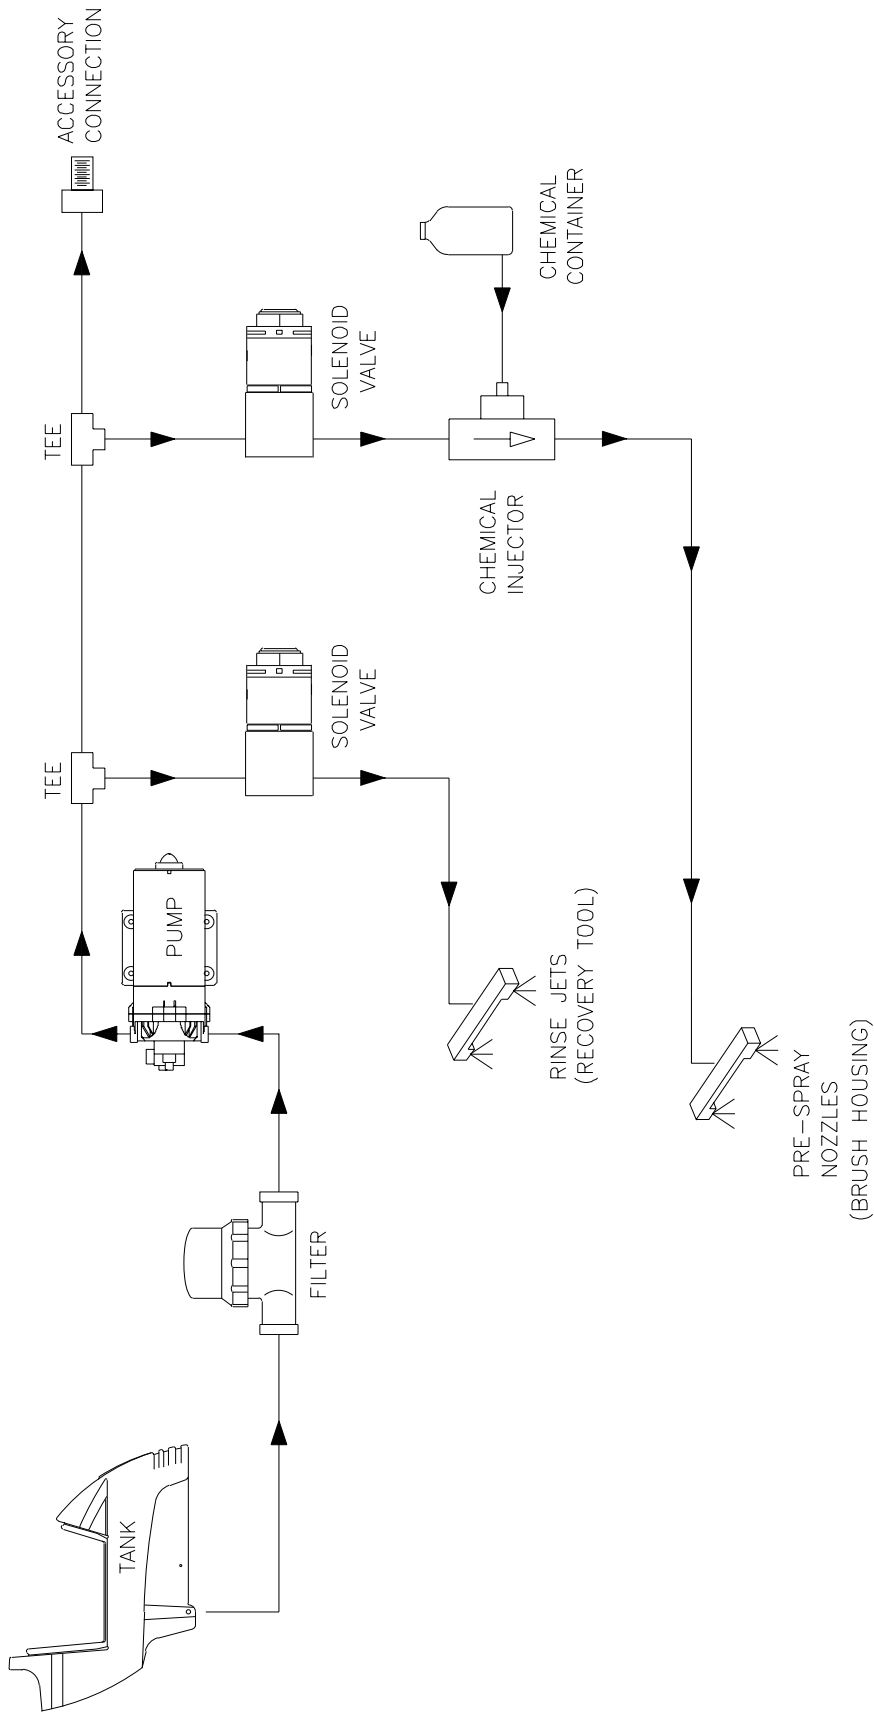 ACCESSORY
CONNECTION
TEE
SOLENOID
VALVE
CHEMICAL
CONTAINER
CHEMICAL
INJECTOR
TEE
SOLENOID
VALVE
PUMP
RINSE JETS
(RECOVERY TOOL)
PRE-SPRAY
NOZZLES
(BRUSH HOUSING)
FILTER
TANK